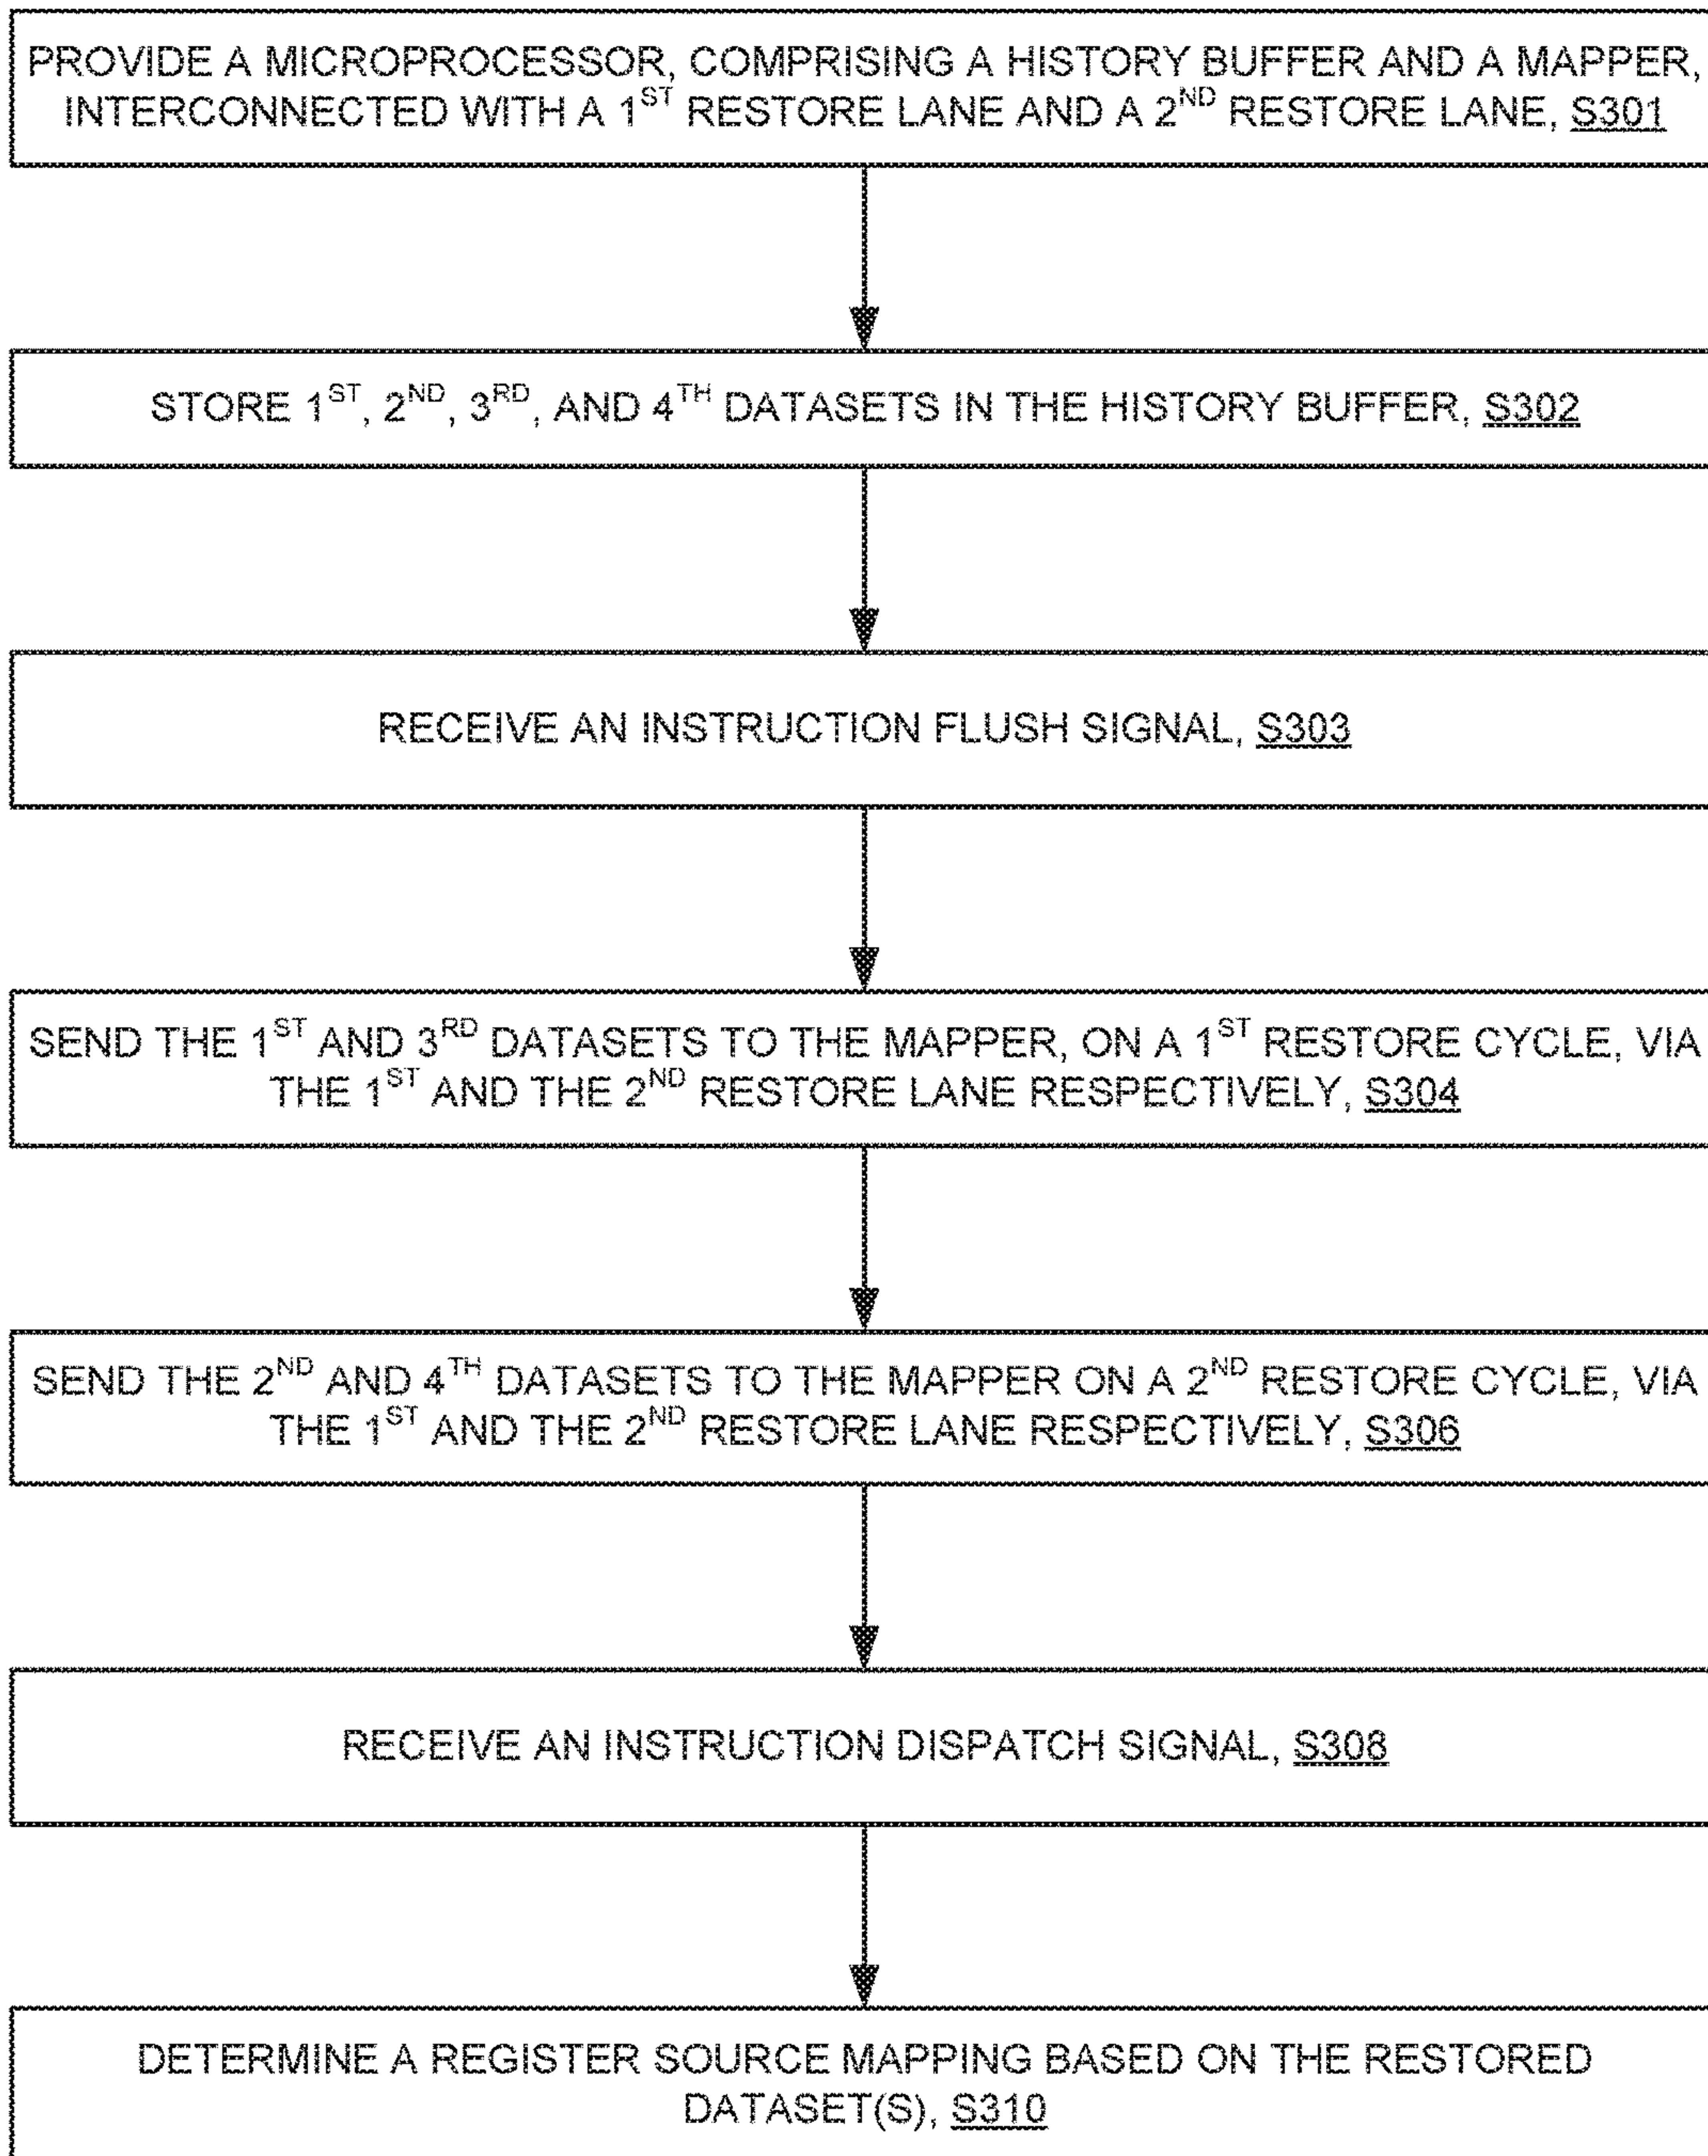 PROVIDE A MICROPROCESSOR, COMPRISING A HISTORY BUFFER AND A MAPPER,
INTERCONNECTED WITH A 1ST RESTORE LANE AND A 2ND RESTORE LANE, S301
STORE 1ST, 2ND, 3RD, AND 4TH DATASETS IN THE HISTORY BUFFER, S302
RECEIVE AN INSTRUCTION FLUSH SIGNAL, S303
SEND THE 1ST AND 3RD DATASETS TO THE MAPPER, ON A 1ST RESTORE CYCLE, VIA
THE 1ST AND THE 2ND RESTORE LANE RESPECTIVELY, S304
SEND THE 2ND AND 4TH DATASETS TO THE MAPPER ON A 2ND RESTORE CYCLE, VIA
THE 1ST AND THE 2ND RESTORE LANE RESPECTIVELY, S306
RECEIVE AN INSTRUCTION DISPATCH SIGNAL, S308
DETERMINE A REGISTER SOURCE MAPPING BASED ON THE RESTORED
DATASET(S), S310